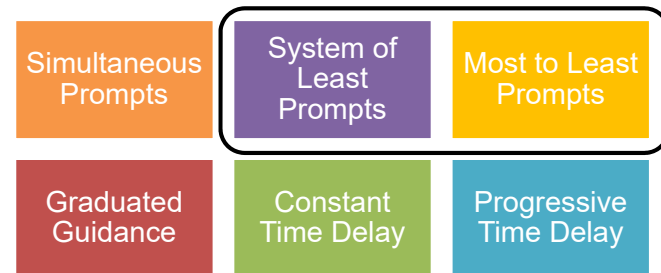 Simultaneous
Prompts
System of
Least
Prompts
Most to Least
Prompts
Graduated
Guidance
Constant
Time Delay
Progressive
Time Delay